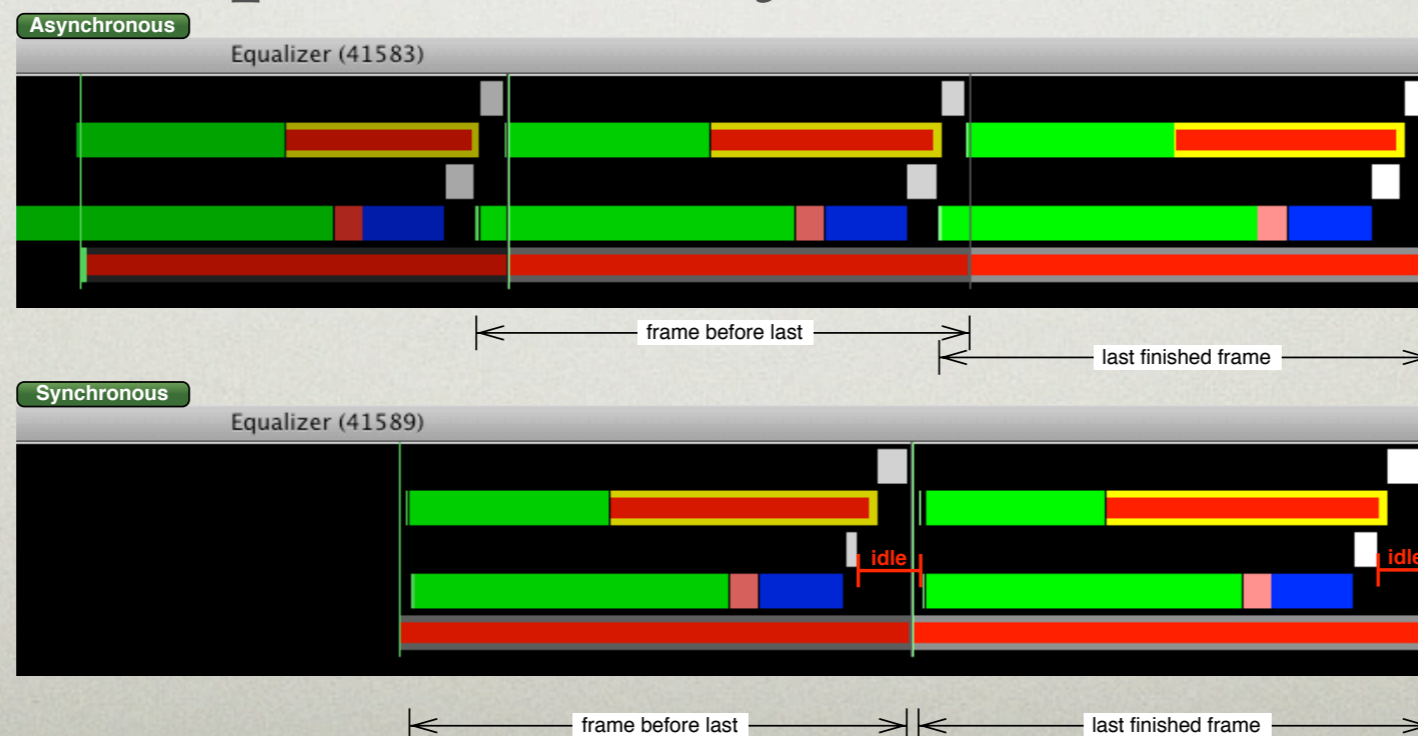 Asynchronous
Equalizer (41583)
frame before last
last finished frame
Synchronous
Equalizer (41589)
idle
idle
frame before last
last finished frame